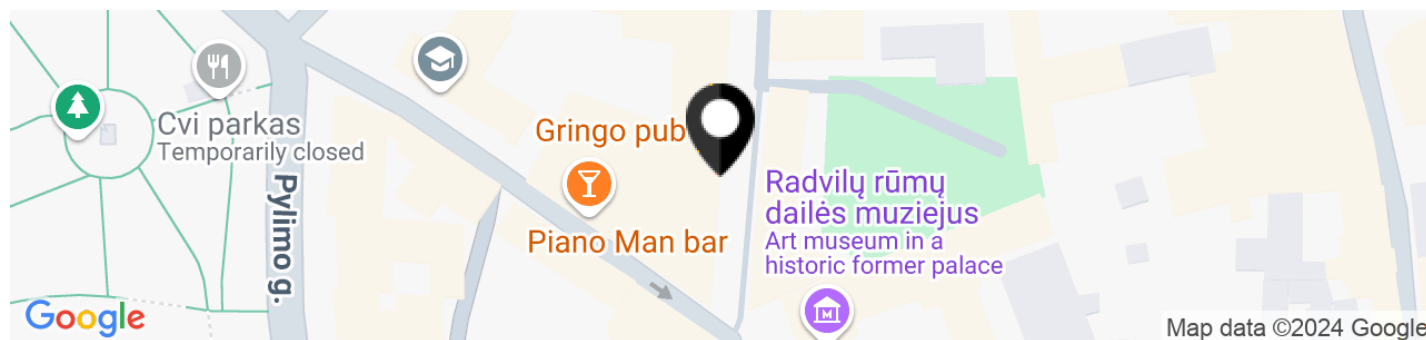 Cvi parkas
Temporarily closed
Pylimo g.
Gringo pub
Piano Man bar
Radvilų rūmų
dailės muziejus
Art museum in a
historic former palace
M
Google
Map data ©2024 Google